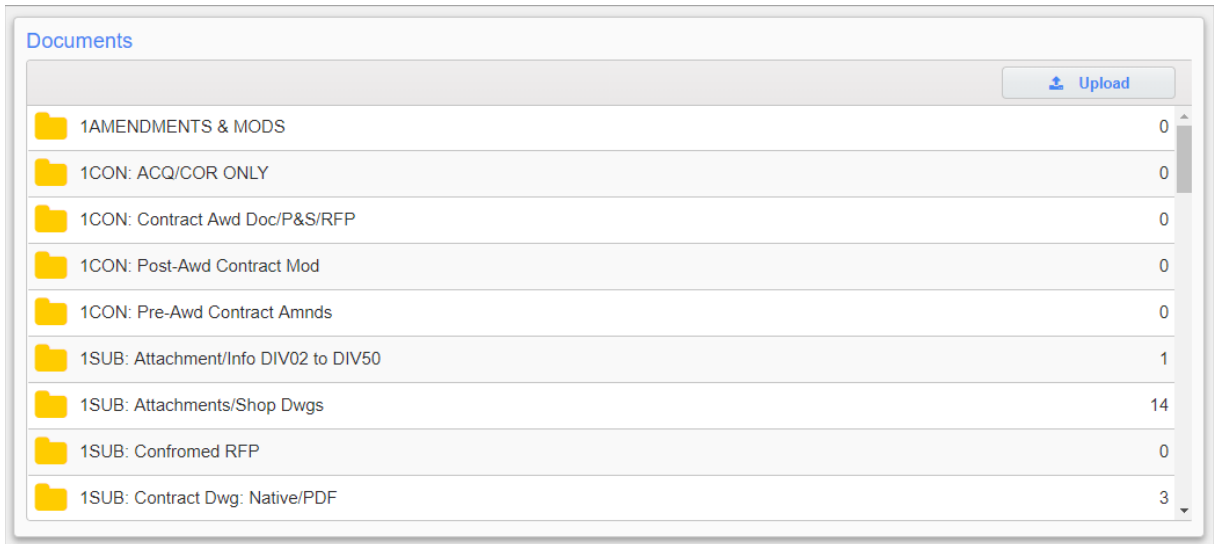 Documents
Upload
1AMENDMENTS & MODS 0
1CON: ACQ/COR ONLY 0
1CON: Contract Awd Doc/P&S/RFP 0
1CON: Post-Awd Contract Mod 0
1CON: Pre-Awd Contract Amnds 0
1SUB: Attachment/Info DIV02 to DIV50 1
1SUB: Attachments/Shop Dwgs 14
1SUB: Confromed RFP 0
1SUB: Contract Dwg: Native/PDF 3